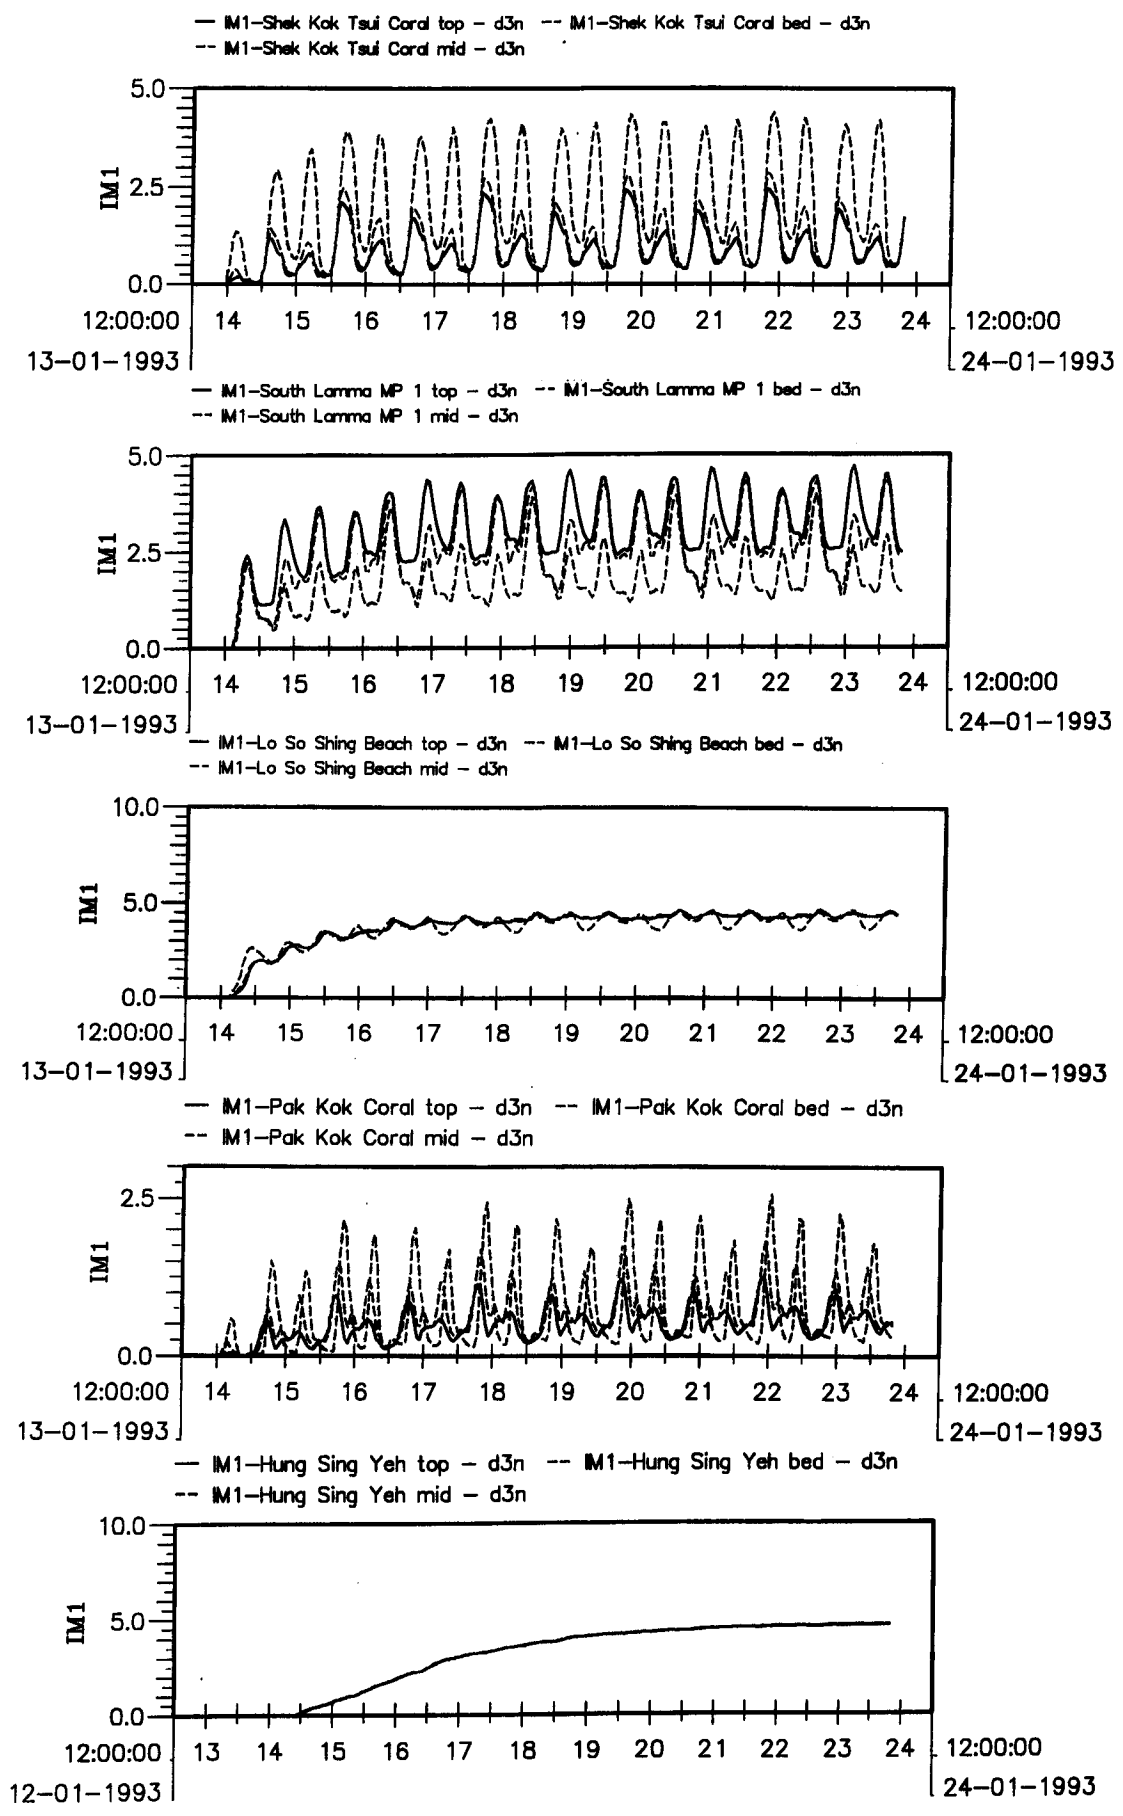 — IM1-Shek Kok Tsui Coral top - d3n -- IM1-Shek Kok Tsui Coral bed - d3n
-- IM1-Shek Kok Tsui Coral mid - d3n
5.0
2.5
0.0
IM1
14 15 16 17 18 19 20 21 22 23 24
12:00:00 12:00:00
13-01-1993 24-01-1993
— IM1-South Lamma MP 1 top - d3n -- IM1-South Lamma MP 1 bed - d3n
-- IM1-South Lamma MP 1 mid - d3n
5.0
2.5
0.0
IM1
14 15 16 17 18 19 20 21 22 23 24
12:00:00 12:00:00
13-01-1993 24-01-1993
— IM1-Lo So Shing Beach top - d3n -- IM1-Lo So Shing Beach bed - d3n
-- IM1-Lo So Shing Beach mid - d3n
10.0
5.0
0.0
IM1
14 15 16 17 18 19 20 21 22 23 24
12:00:00 12:00:00
13-01-1993 24-01-1993
— IM1-Pak Kok Coral top - d3n -- IM1-Pak Kok Coral bed - d3n
-- IM1-Pak Kok Coral mid - d3n
2.5
0.0
IM1
14 15 16 17 18 19 20 21 22 23 24
12:00:00 12:00:00
13-01-1993 24-01-1993
— IM1-Hung Sing Yeh top - d3n -- IM1-Hung Sing Yeh bed - d3n
-- IM1-Hung Sing Yeh mid - d3n
10.0
5.0
0.0
IM1
13 14 15 16 17 18 19 20 21 22 23 24
12:00:00 12:00:00
12-01-1993 24-01-1993